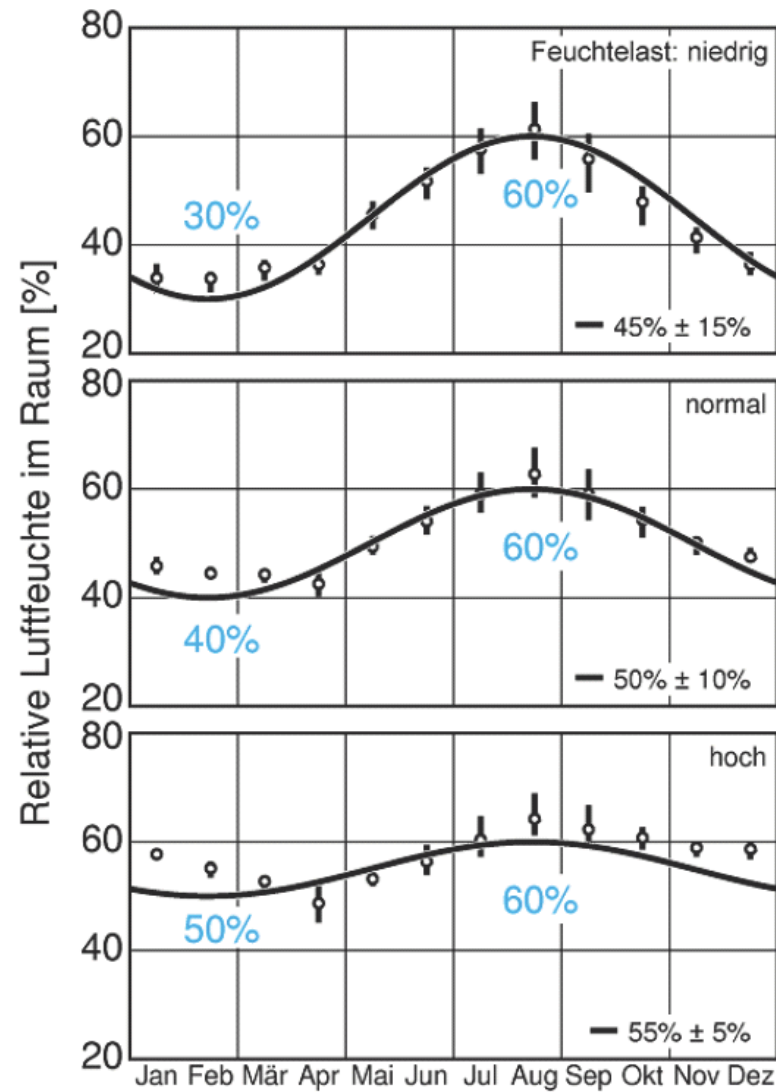 Relative Luftfeuchte im Raum [%]
80
Feuchtelast: niedrig
60
30%
60%
40
45% ± 15%
20
80
normal
60
60%
40
40%
50% ± 10%
20
80
hoch
60
50%
60%
40
55% ± 5%
20
Jan Feb Mär Apr Mai Jun Jul Aug Sep Okt Nov Dez